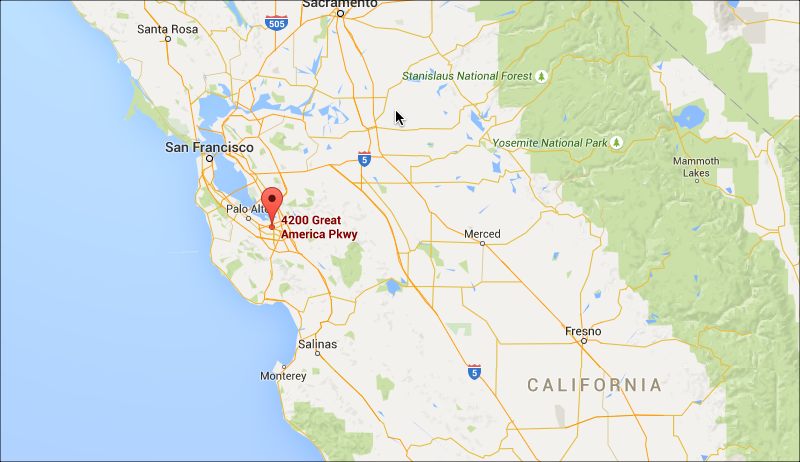 Sacramento
505
Santa Rosa
Stanislaus National Forest
San Francisco
5
Yosemite National Park
Mammoth
Lakes
Palo Alto
4200 Great
America Pkwy
Merced
Fresno
Salinas
5
Monterey
CALIFORNIA